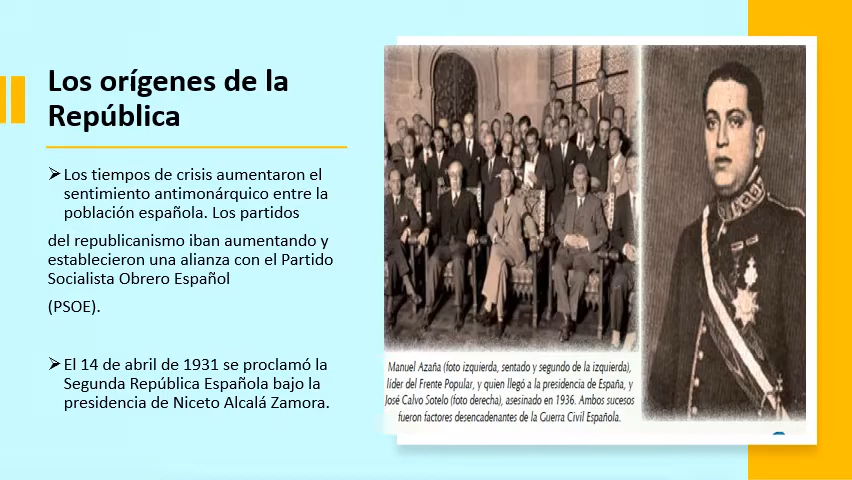 Los orígenes de la
República
Los tiempos de crisis aumentaron el
sentimiento antimonárquico entre la
población española. Los partidos
del republicanismo iban aumentando y
establecieron una alianza con el Partido
Socialista Obrero Español
(PSOE).
El 14 de abril de 1931 se proclamó la
Segunda República Española bajo la
presidencia de Niceto Alcalá Zamora.
Manuel Azaña (foto izquierda, sentado y segundo de la izquierda),
líder del Frente Popular, y quien llegó a la presidencia de España, y
José Calvo Sotelo (foto derecha), asesinado en 1936. Ambos sucesos
fueron factores desencadenantes de la Guerra Civil Española.